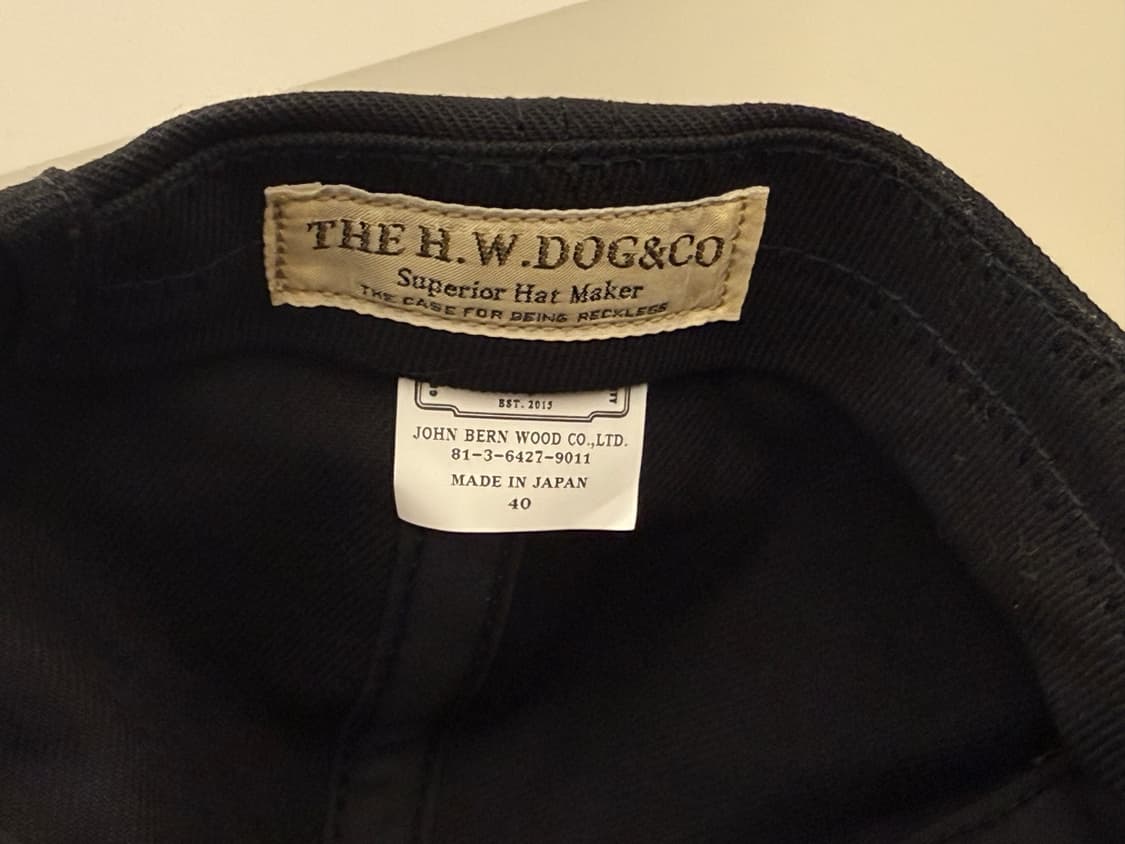 THE H.W.DOG&CO
Superior Hat Maker
THE CASE FOR BEING RECKLESS
EST. 2015
JOHN BERN WOOD CO.,LTD.
81-3-6427-9011
MADE IN JAPAN
40